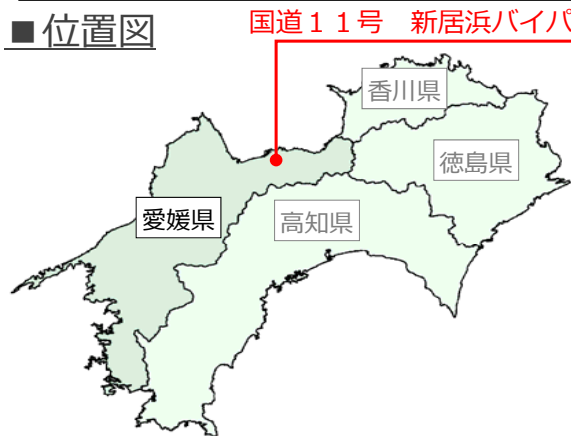 ■位置図
国道１１号　新居浜バイパ
香川県
徳島県
愛媛県
高知県